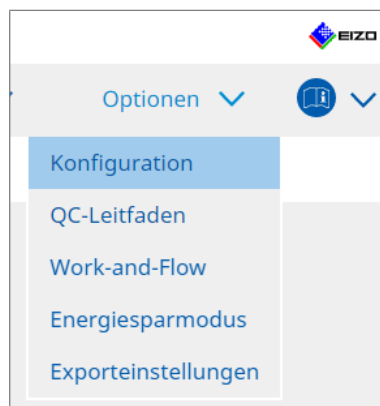 EIZO
Optionen
Konfiguration
QC-Leitfaden
Work-and-Flow
Energiesparmodus
Exporteinstellungen